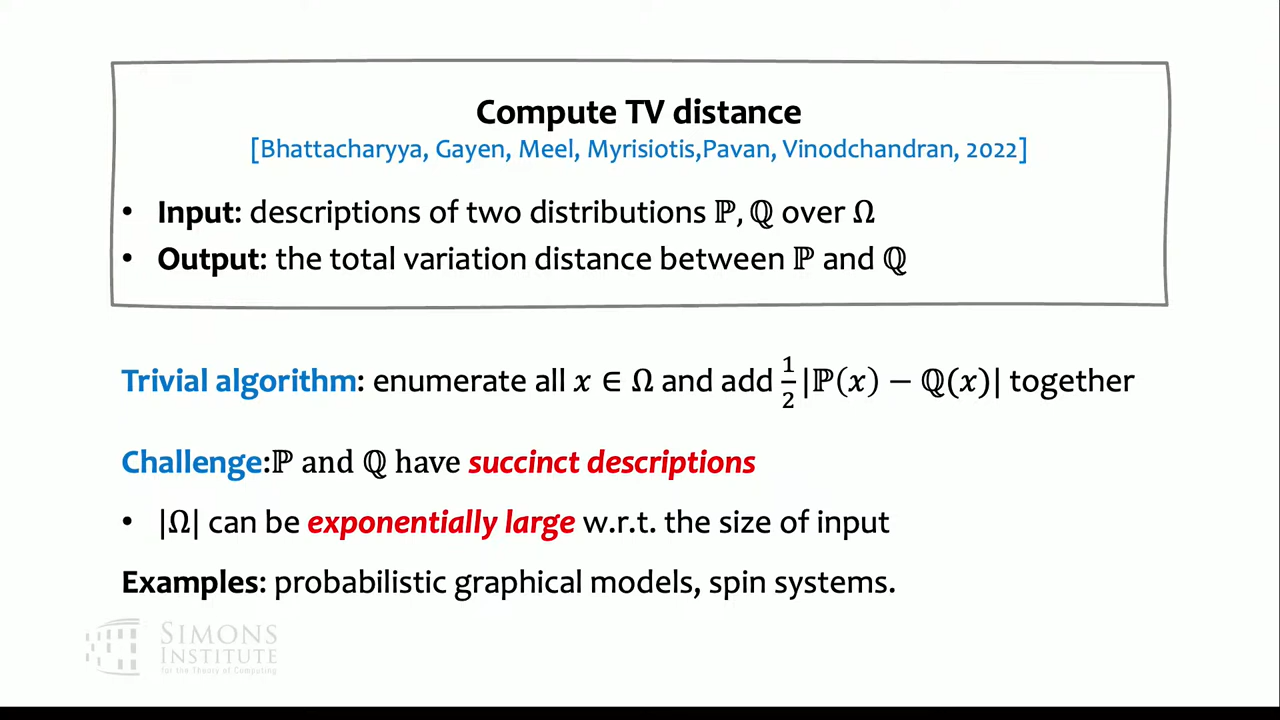 Compute TV distance
[Bhattacharyya, Gayen, Meel, Myrisiotis,Pavan, Vinodchandran, 2022]
• Input: descriptions of two distributions ℙ, ℚ over Ω
• Output: the total variation distance between ℙ and ℚ
Trivial algorithm: enumerate all x ∈ Ω and add 1/2|ℙ(x) − ℚ(x)| together
Challenge:ℙ and ℚ have succinct descriptions
• |Ω| can be exponentially large w.r.t. the size of input
Examples: probabilistic graphical models, spin systems.
SIMONS
INSTITUTE
for the Theory of Computing